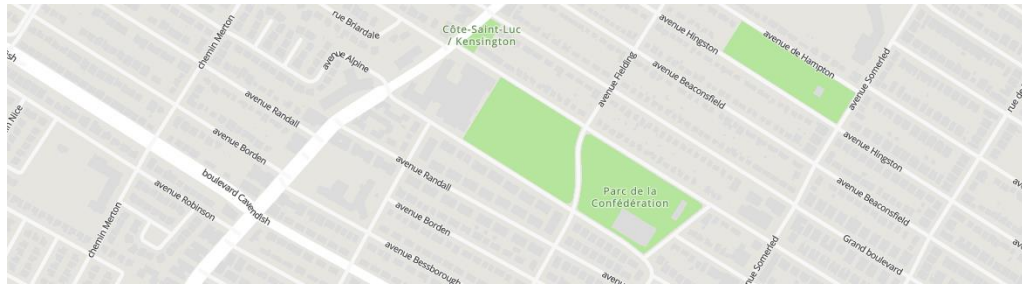 rue Briardale
Côte-Saint-Luc
/ Kensington
chemin Merton
avenue Alpine
avenue Fielding
avenue Hingston
avenue de Hampton
avenue Beaconsfield
avenue Somerled
rue de
avenue Randall
avenue Borden
avenue Hingston
avenue Randall
boulevard Cavendish
avenue Robinson
chemin Merton
Parc de la
Confédération
avenue Beaconsfield
avenue Borden
avenue Bessborough
avenue Somerled
Grand boulevard